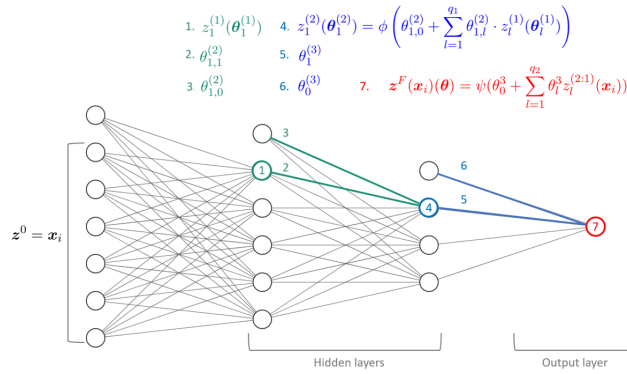 1. z_1^{(1)}(θ_1^{(1)}) 4. z_1^{(2)}(θ_1^{(2)}) = ϕ(θ_{1,0}^{(2)} + ∑_{l=1}^{q_1} θ_{1,l}^{(2)} · z_l^{(1)}(θ_l^{(1)}))
2. θ_{1,1}^{(2)} 5. θ_1^{(3)}
3. θ_{1,0}^{(2)} 6. θ_0^{(3)} 7. z^F(x_i)(θ) = ψ(θ_0^3 + ∑_{l=1}^{q_2} θ_l^3 z_l^{(2:1)}(x_i))
3
2
1
6
5
4
7
z^0 = x_i
Hidden layers
Output layer